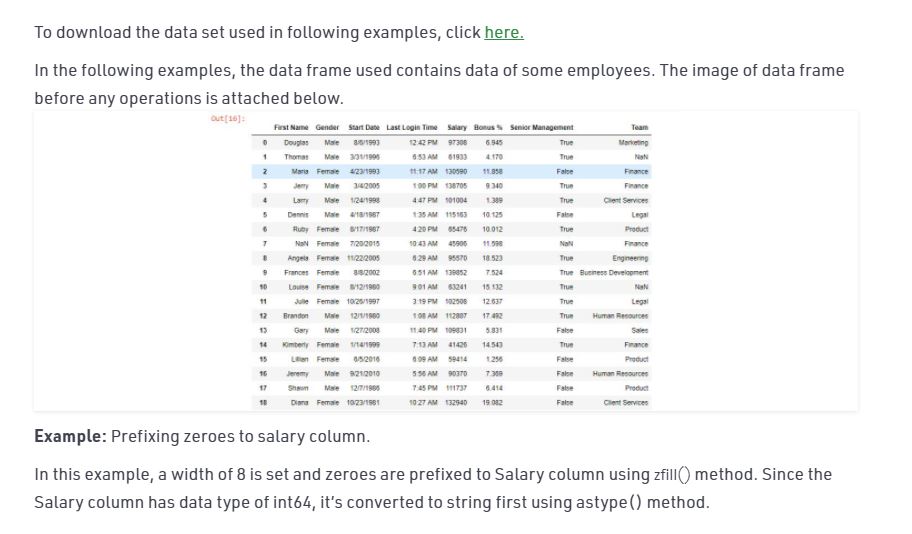 To download the data set used in following examples, click here.
In the following examples, the data frame used contains data of some employees. The image of data frame
before any operations is attached below.
Out[16]:
First Name Gender Start Date Last Login Time Salary Bonus % Senior Management Team
0 Douglas Male 8/6/1993 12:42 PM 97308 6.945 True Marketing
1 Thomas Male 3/31/1996 6:53 AM 61933 4.170 True NaN
2 Maria Female 4/23/1993 11:17 AM 130590 11.858 False Finance
3 Jerry Male 3/4/2005 1:00 PM 138705 9.340 True Finance
4 Larry Male 1/24/1998 4:47 PM 101004 1.389 True Client Services
5 Dennis Male 4/18/1987 1:35 AM 115163 10.125 False Legal
6 Ruby Female 8/17/1987 4:20 PM 65476 10.012 True Product
7 NaN Female 7/20/2015 10:43 AM 45906 11.598 NaN Finance
8 Angela Female 11/22/2005 6:29 AM 95570 18.523 True Engineering
9 Frances Female 8/8/2002 6:51 AM 139852 7.524 True Business Development
10 Louise Female 8/12/1980 9:01 AM 63241 15.132 True NaN
11 Julie Female 10/26/1997 3:19 PM 102508 12.637 True Legal
12 Brandon Male 12/1/1980 1:08 AM 112807 17.492 True Human Resources
13 Gary Male 1/27/2008 11:40 PM 109831 5.831 False Sales
14 Kimberly Female 1/14/1999 7:13 AM 41426 14.543 True Finance
15 Lillian Female 6/5/2016 6:09 AM 59414 1.256 False Product
16 Jeremy Male 9/21/2010 5:56 AM 90370 7.369 False Human Resources
17 Shawn Male 12/7/1986 7:45 PM 111737 6.414 False Product
18 Diana Female 10/23/1981 10:27 AM 132940 19.082 False Client Services
Example: Prefixing zeroes to salary column.
In this example, a width of 8 is set and zeroes are prefixed to Salary column using zfill() method. Since the
Salary column has data type of int64, it's converted to string first using astype() method.